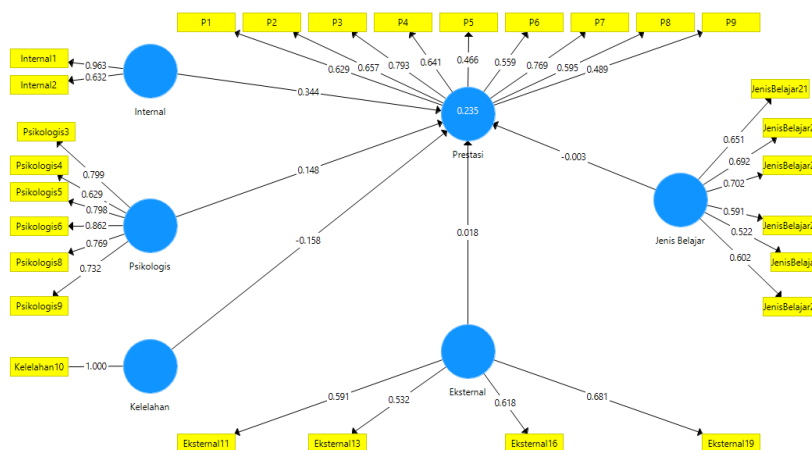 P1
P2
P3
P4
P5
P6
P7
P8
P9
0.629
0.657
0.793
0.641
0.466
0.559
0.769
0.595
0.489
Internal1
Internal2
0.963
0.632
Internal
0.344
0.235
Prestasi
JenisBelajar21
JenisBelajar2
JenisBelajar2
JenisBelajar2
JenisBelaja
JenisBelajar2
0.651
0.692
0.702
0.591
0.522
0.602
Jenis Belajar
-0.003
Psikologis3
Psikologis4
Psikologis5
Psikologis6
Psikologis8
Psikologis9
0.799
0.629
0.798
0.862
0.769
0.732
Psikologis
0.148
-0.158
0.018
Kelelahan10
1.000
Kelelahan
Eksternal
0.591
0.532
0.618
0.681
Eksternal11
Eksternal13
Eksternal16
Eksternal19